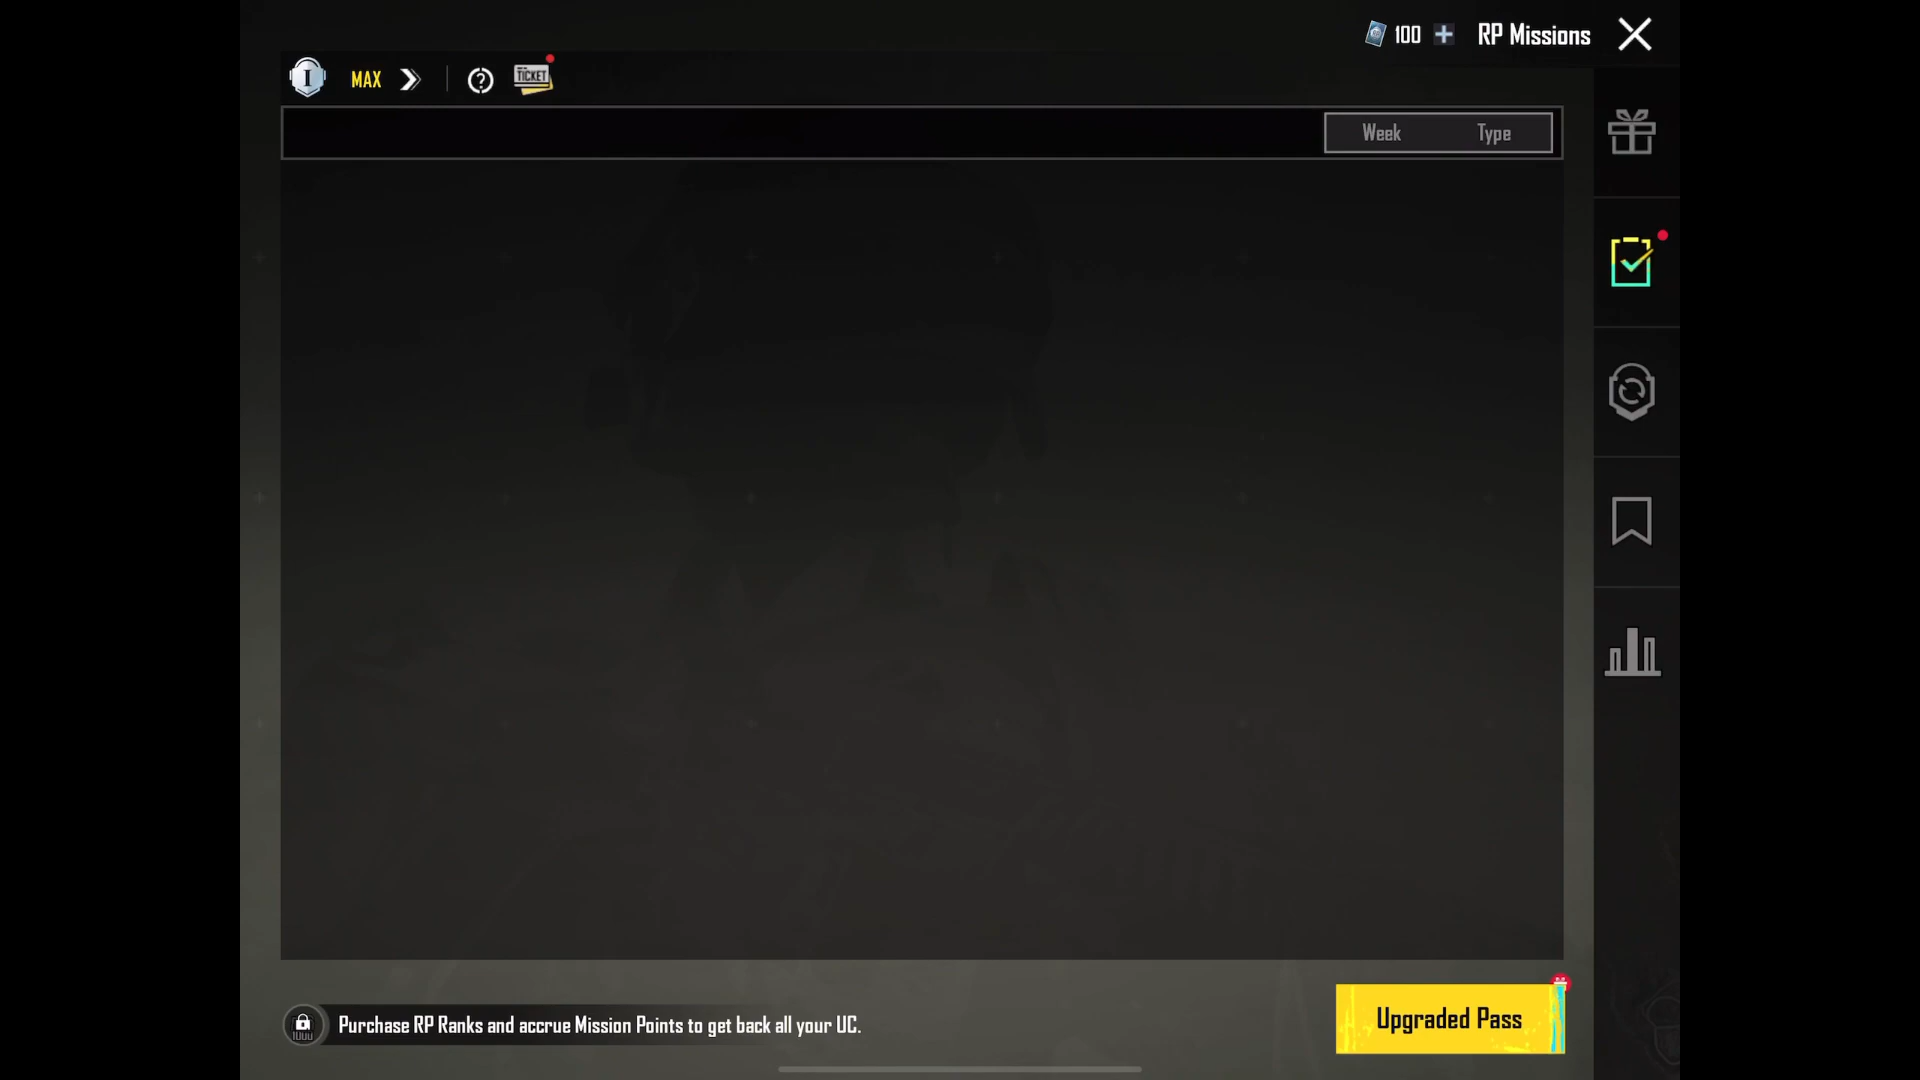 100
RP Missions
I
MAX
TICKET
Week
Type
Purchase RP Ranks and accrue Mission Points to get back all your UC.
Upgraded Pass